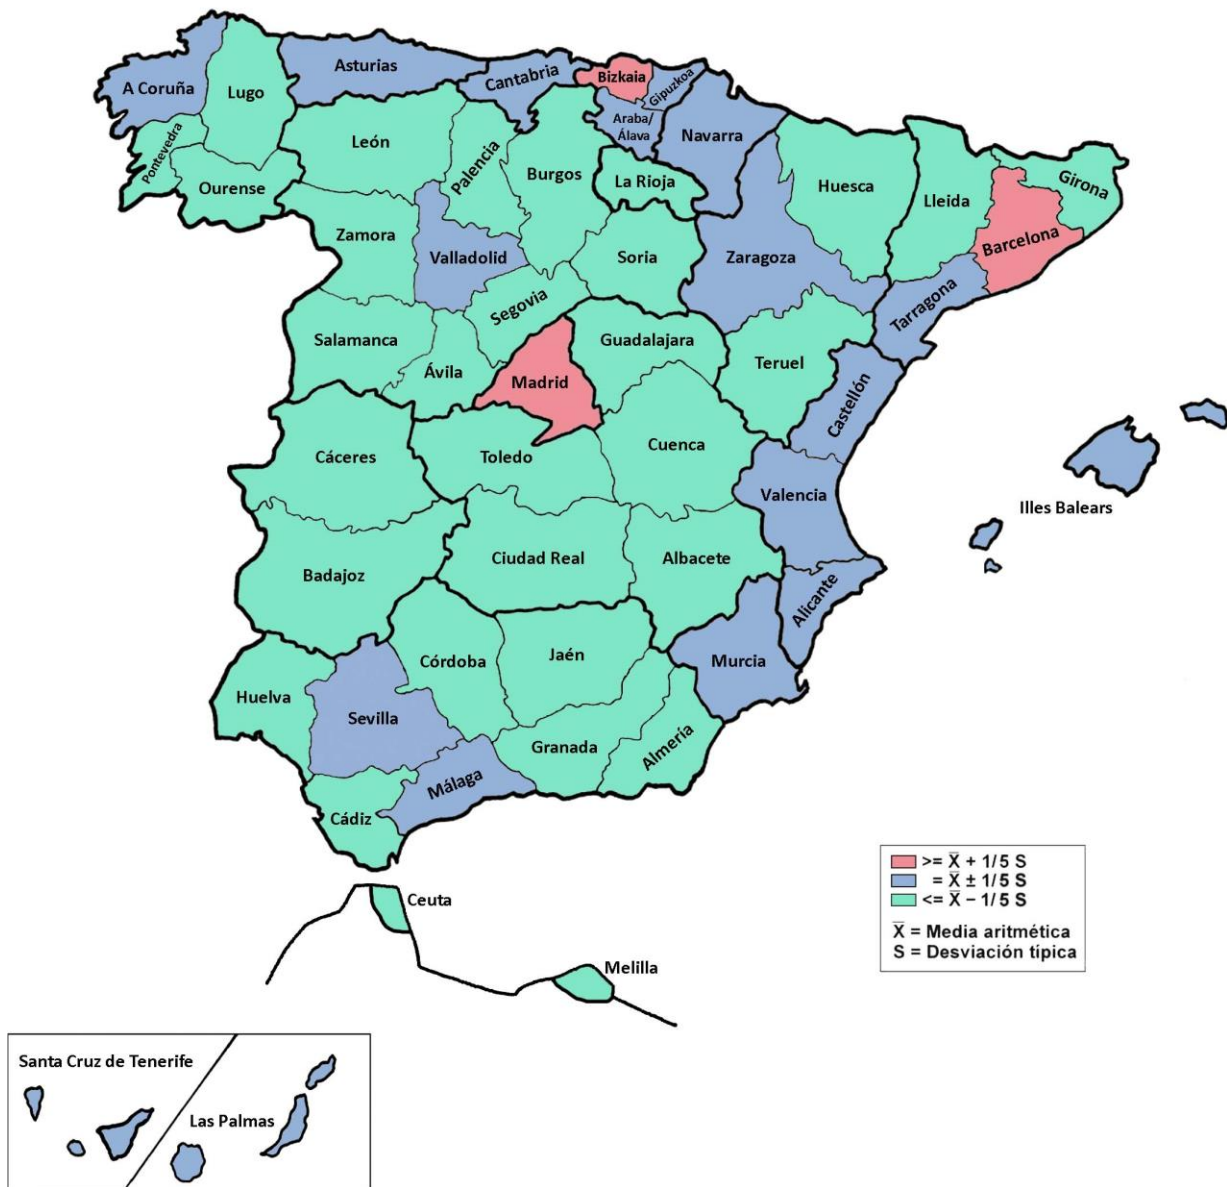 A Coruña
Lugo
Asturias
Cantabria
Bizkaia
Gipuzkoa
Araba/
Álava
Navarra
Pontevedra
Ourense
León
Palencia
Burgos
La Rioja
Huesca
Lleida
Girona
Barcelona
Zamora
Valladolid
Soria
Zaragoza
Tarragona
Segovia
Salamanca
Ávila
Madrid
Guadalajara
Teruel
Castellón
Cáceres
Toledo
Cuenca
Valencia
Illes Balears
Badajoz
Ciudad Real
Albacete
Alicante
Huelva
Sevilla
Córdoba
Jaén
Murcia
Granada
Almería
Málaga
Cádiz
Ceuta
Melilla
>= X̅ + 1/5 S
= X̅ ± 1/5 S
<= X̅ − 1/5 S
X̅ = Media aritmética
S = Desviación típica
Santa Cruz de Tenerife
Las Palmas